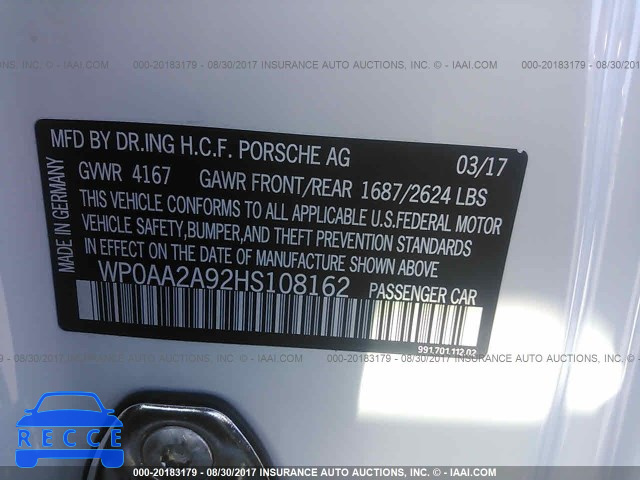 000-20183179 - 08/30/2017 INSURANCE AUTO AUCTIONS, INC. © - IAAI.COM
MFD BY DR.ING H.C.F. PORSCHE AG 03/17
MADE IN GERMANY
GVWR 4167 GAWR FRONT/REAR 1687/2624 LBS
THIS VEHICLE CONFORMS TO ALL APPLICABLE U.S.FEDERAL MOTOR
VEHICLE SAFETY,BUMPER,AND THEFT PREVENTION STANDARDS
IN EFFECT ON THE DATE OF MANUFACTURE SHOWN ABOVE
WP0AA2A92HS108162 PASSENGER CAR
991.701.112.02
000-20183179 - 08/30/2017 INSURANCE AUTO AUCTIONS, INC. © - IAAI.COM
RECCE
000-20183179 - 08/30/2017 INSURANCE AUTO AUCTIONS, INC. © - IAAI.COM